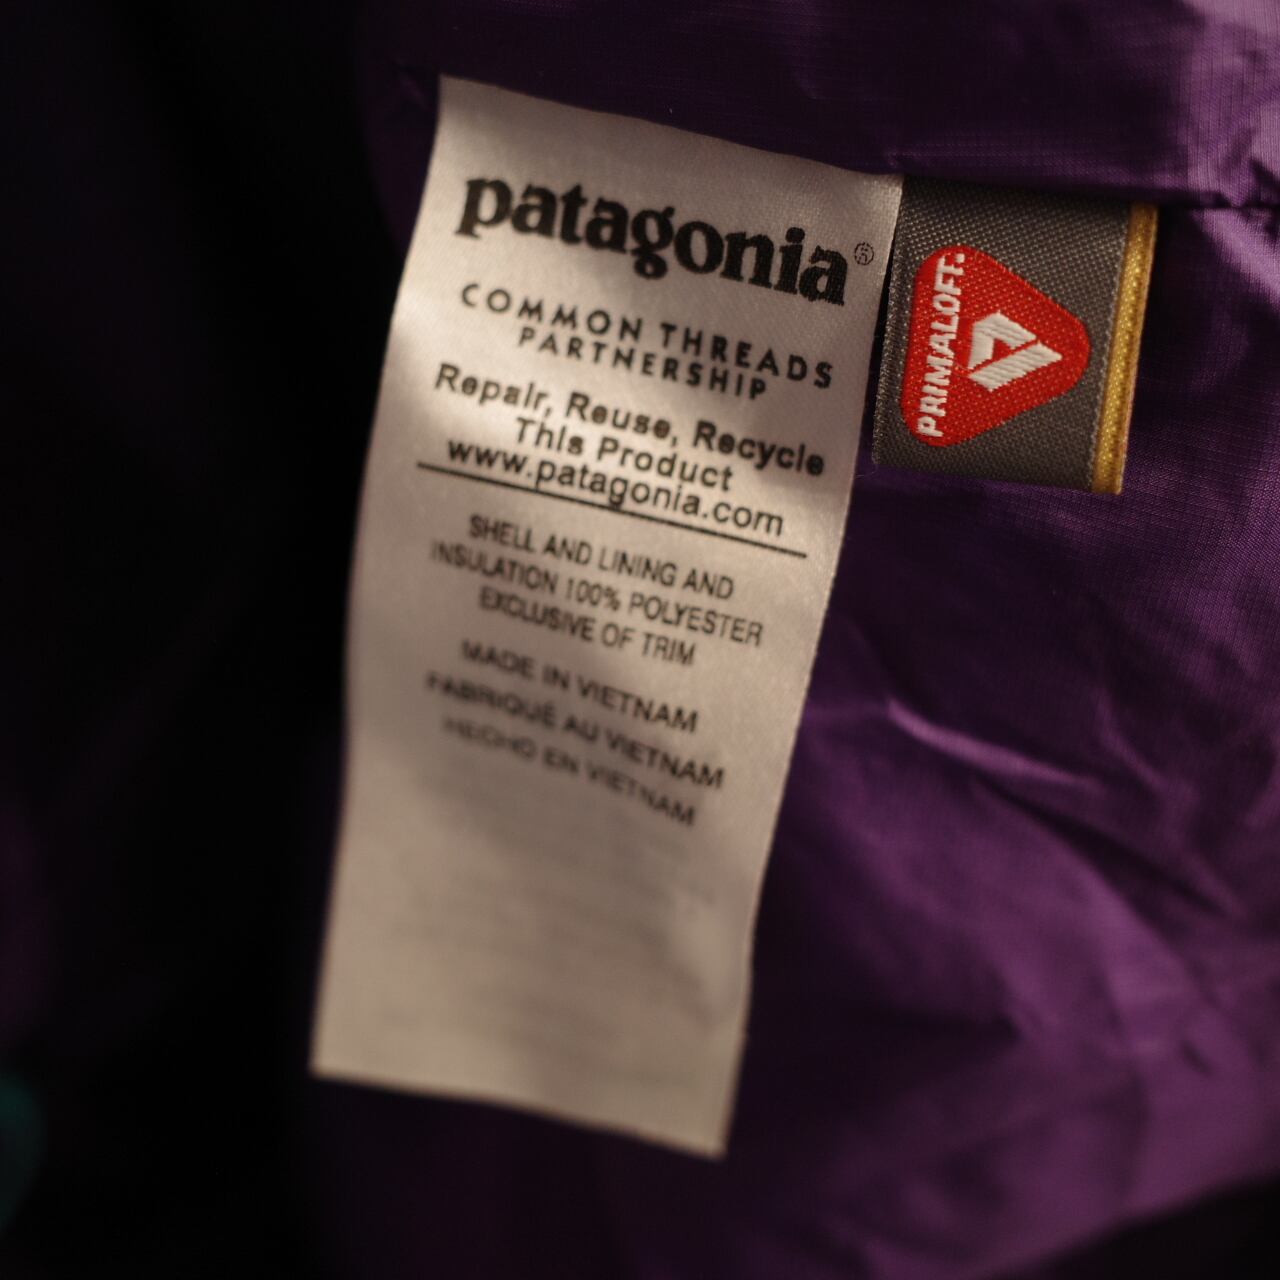 patagonia®
COMMON THREADS
PARTNERSHIP
Repair, Reuse, Recycle
This Product
www.patagonia.com
SHELL AND LINING AND
INSULATION 100% POLYESTER
EXCLUSIVE OF TRIM
MADE IN VIETNAM
FABRIQUÉ AU VIETNAM
HECHO EN VIETNAM
PRIMALOFT